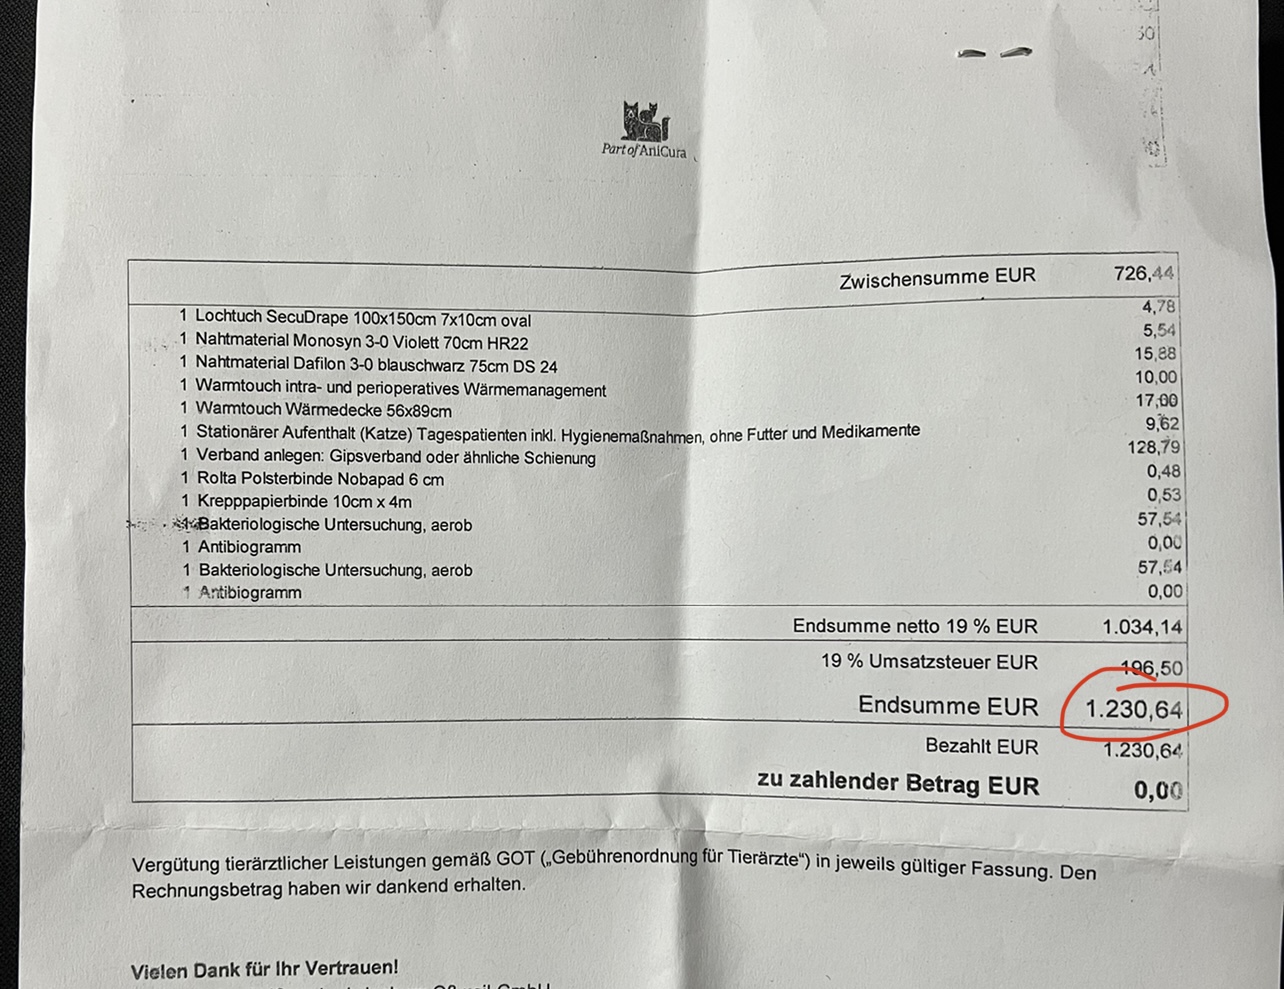 50
Part of AniCura
Zwischensumme EUR 726,44
1 Lochtuch SecuDrape 100x150cm 7x10cm oval 4,78
1 Nahtmaterial Monosyn 3-0 Violett 70cm HR22 5,54
1 Nahtmaterial Dafilon 3-0 blauschwarz 75cm DS 24 15,88
1 Warmtouch intra- und perioperatives Wärmemanagement 10,00
1 Warmtouch Wärmedecke 56x89cm 17,00
1 Stationärer Aufenthalt (Katze) Tagespatienten inkl. Hygienemaßnahmen, ohne Futter und Medikamente 9,62
1 Verband anlegen: Gipsverband oder ähnliche Schienung 128,79
1 Rolta Polsterbinde Nobapad 6 cm 0,48
1 Krepppapierbinde 10cm x 4m 0,53
1 Bakteriologische Untersuchung, aerob 57,54
1 Antibiogramm 0,00
1 Bakteriologische Untersuchung, aerob 57,54
1 Antibiogramm 0,00
Endsumme netto 19 % EUR 1.034,14
19 % Umsatzsteuer EUR 196,50
Endsumme EUR 1.230,64
Bezahlt EUR 1.230,64
zu zahlender Betrag EUR 0,00
Vergütung tierärztlicher Leistungen gemäß GOT („Gebührenordnung für Tierärzte“) in jeweils gültiger Fassung. Den
Rechnungsbetrag haben wir dankend erhalten.
Vielen Dank für Ihr Vertrauen!